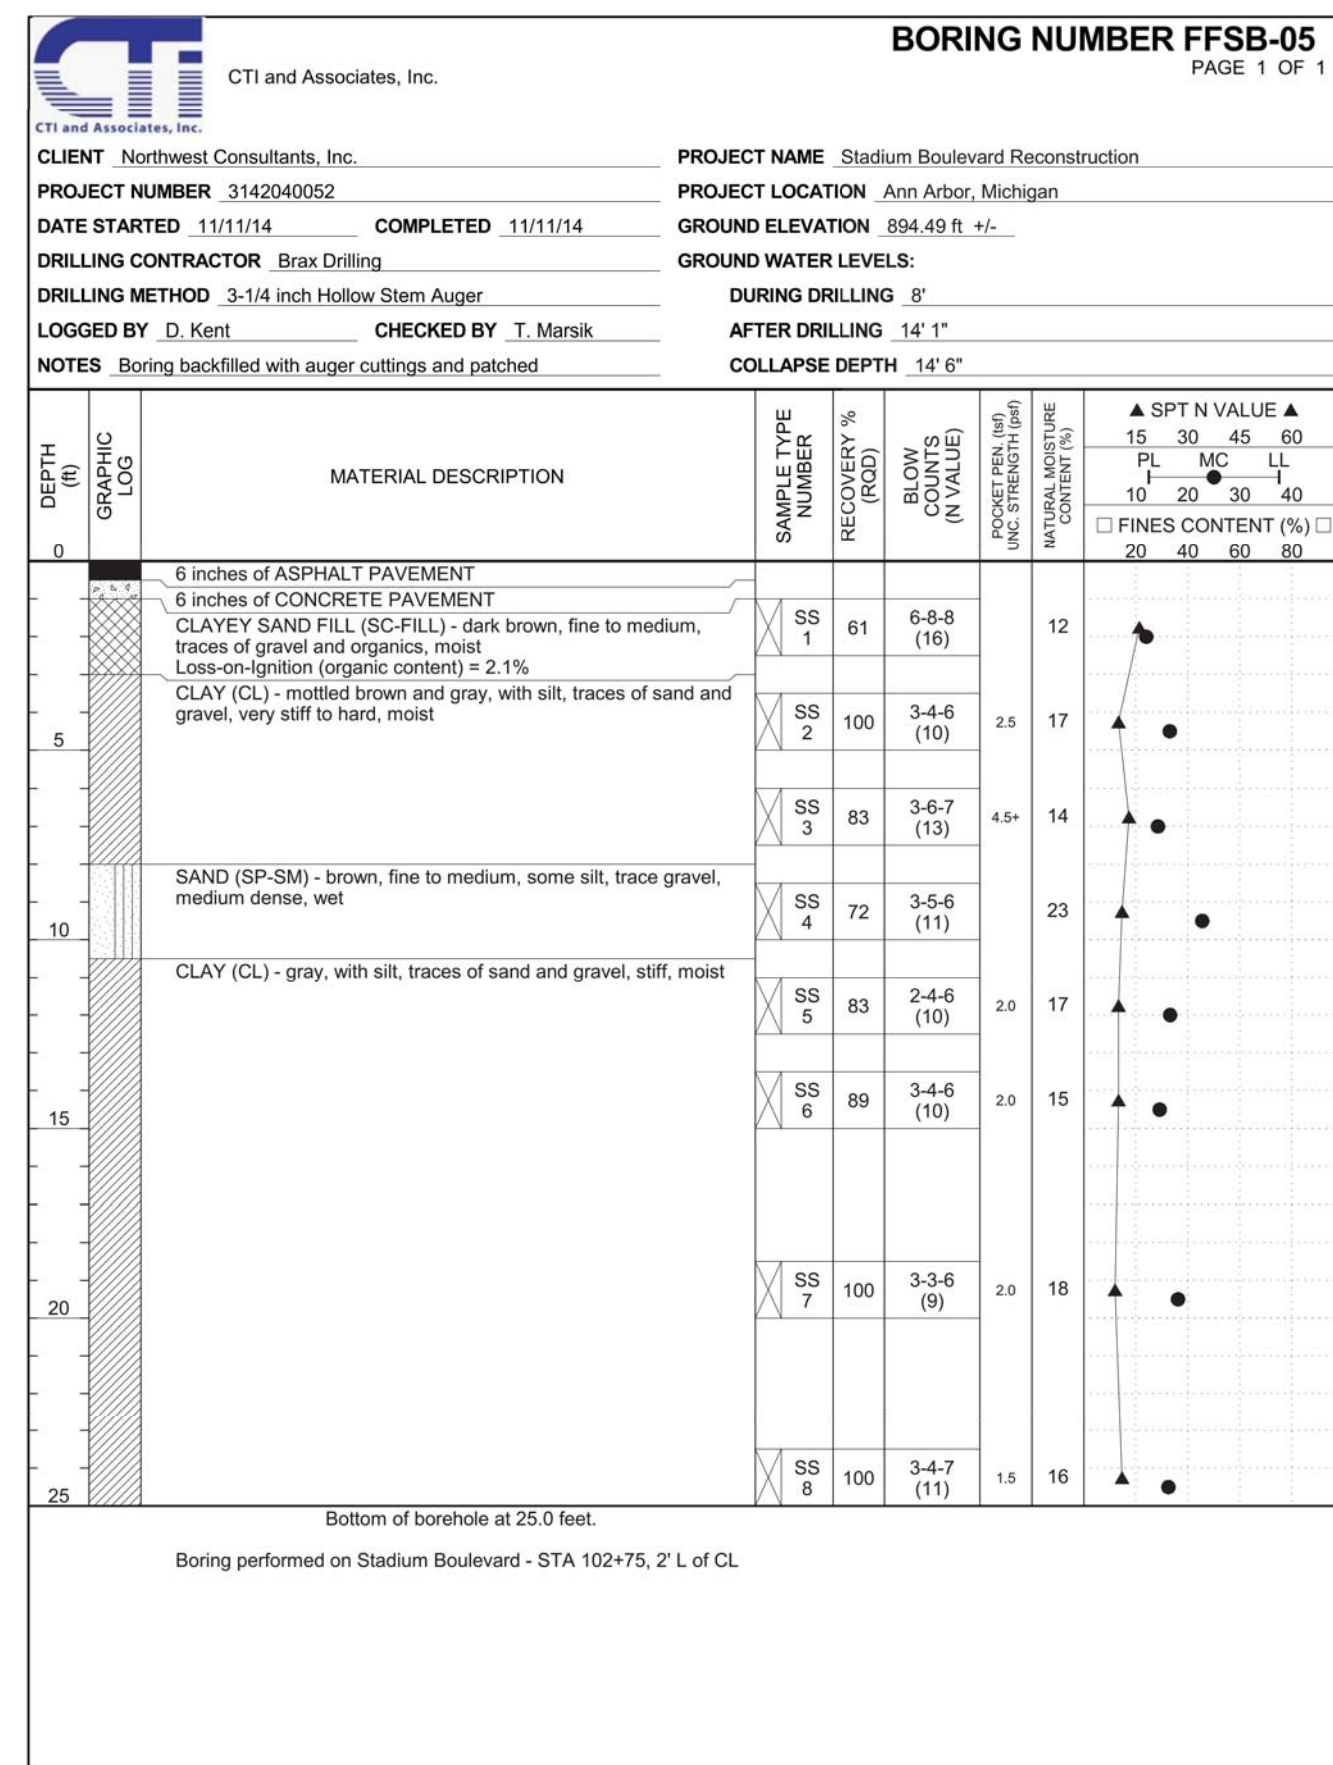 BORING NUMBER FFSB-05
PAGE 1 OF 1
CTI
CTI and Associates, Inc.
CTI and Associates, Inc.
CLIENT Northwest Consultants, Inc. PROJECT NAME Stadium Boulevard Reconstruction
PROJECT NUMBER 3142040052 PROJECT LOCATION Ann Arbor, Michigan
DATE STARTED 11/11/14 COMPLETED 11/11/14 GROUND ELEVATION 894.49 ft +/-
DRILLING CONTRACTOR Brax Drilling GROUND WATER LEVELS:
DRILLING METHOD 3-1/4 inch Hollow Stem Auger DURING DRILLING 8'
LOGGED BY D. Kent CHECKED BY T. Marsik AFTER DRILLING 14' 1"
NOTES Boring backfilled with auger cuttings and patched COLLAPSE DEPTH 14' 6"
DEPTH
(ft)
GRAPHIC
LOG
MATERIAL DESCRIPTION
SAMPLE TYPE
NUMBER
RECOVERY %
(RQD)
BLOW
COUNTS
(N VALUE)
POCKET PEN. (tsf)
UNC. STRENGTH (psf)
NATURAL MOISTURE
CONTENT (%)
▲ SPT N VALUE ▲
15 30 45 60
PL MC LL
10 20 30 40
□ FINES CONTENT (%) □
20 40 60 80
0
6 inches of ASPHALT PAVEMENT
6 inches of CONCRETE PAVEMENT
CLAYEY SAND FILL (SC-FILL) - dark brown, fine to medium,
traces of gravel and organics, moist
Loss-on-Ignition (organic content) = 2.1%
SS
1
61
6-8-8
(16)
12
CLAY (CL) - mottled brown and gray, with silt, traces of sand and
gravel, very stiff to hard, moist
SS
2
100
3-4-6
(10)
2.5
17
5
SS
3
83
3-6-7
(13)
4.5+
14
SAND (SP-SM) - brown, fine to medium, some silt, trace gravel,
medium dense, wet
SS
4
72
3-5-6
(11)
23
10
CLAY (CL) - gray, with silt, traces of sand and gravel, stiff, moist
SS
5
83
2-4-6
(10)
2.0
17
SS
6
89
3-4-6
(10)
2.0
15
15
SS
7
100
3-3-6
(9)
2.0
18
20
SS
8
100
3-4-7
(11)
1.5
16
25
Bottom of borehole at 25.0 feet.
Boring performed on Stadium Boulevard - STA 102+75, 2' L of CL